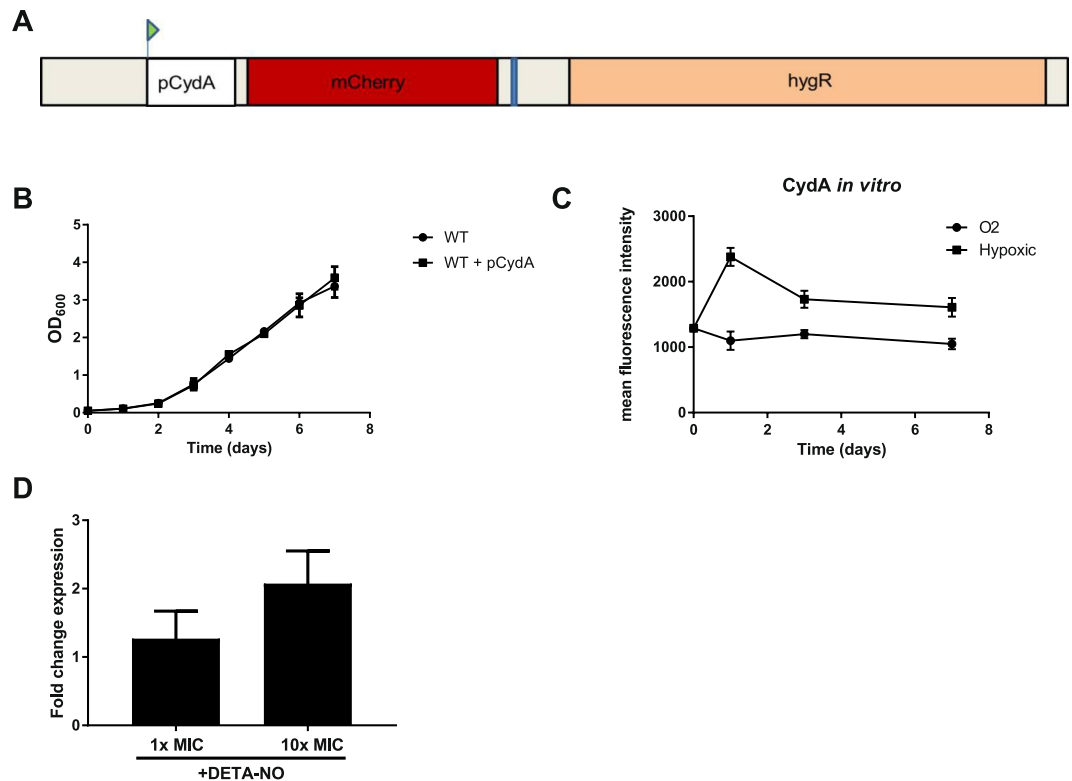 A
pCydA
mCherry
hygR
B
5
4
3
2
1
0
OD600
0 2 4 6 8
Time (days)
WT
WT + pCydA
C
CydA in vitro
3000
2000
1000
0
mean fluorescence intensity
0 2 4 6 8
Time (days)
O2
Hypoxic
D
3
2
1
0
Fold change expression
1x MIC 10x MIC
+DETA-NO